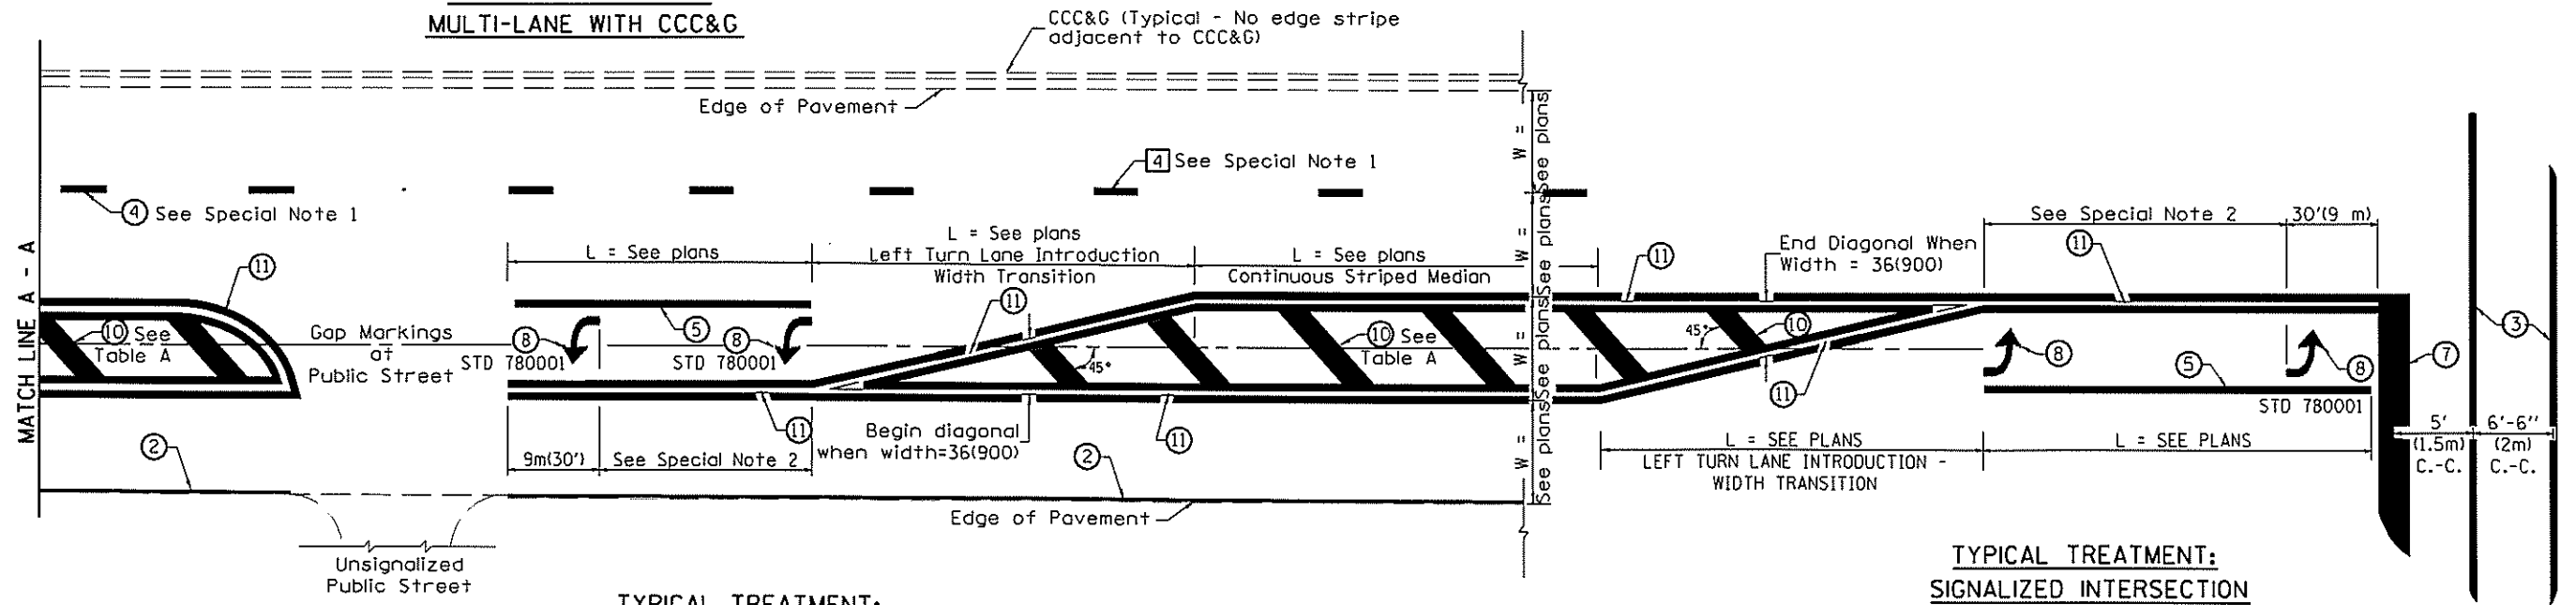 MULTI-LANE WITH CCC&G
CCC&G (Typical - No edge stripe
adjacent to CCC&G)
Edge of Pavement
4 See Special Note 1
4 See Special Note 1
W =
See plans
W =
See plans
W =
See plans
W =
See plans
MATCH LINE A - A
11
10 See
Table A
Gap Markings
at
Public Street
L = See plans
L = See plans
Left Turn Lane Introduction
Width Transition
L = See plans
Continuous Striped Median
11
5
8
STD 780001
8
STD 780001
45°
10 See
Table A
11
End Diagonal When
Width = 36(900)
See Special Note 2
30'(9 m)
11
45°
10
8
8
5
STD 780001
7
3
11
11
Begin diagonal
when width=36(900)
11
2
2
9m(30')
See Special Note 2
L = SEE PLANS
LEFT TURN LANE INTRODUCTION -
WIDTH TRANSITION
L = SEE PLANS
5'
(1.5m)
C.-C.
6'-6"
(2m)
C.-C.
Edge of Pavement
Unsignalized
Public Street
TYPICAL TREATMENT:
SIGNALIZED INTERSECTION
TYPICAL TREATMENT: